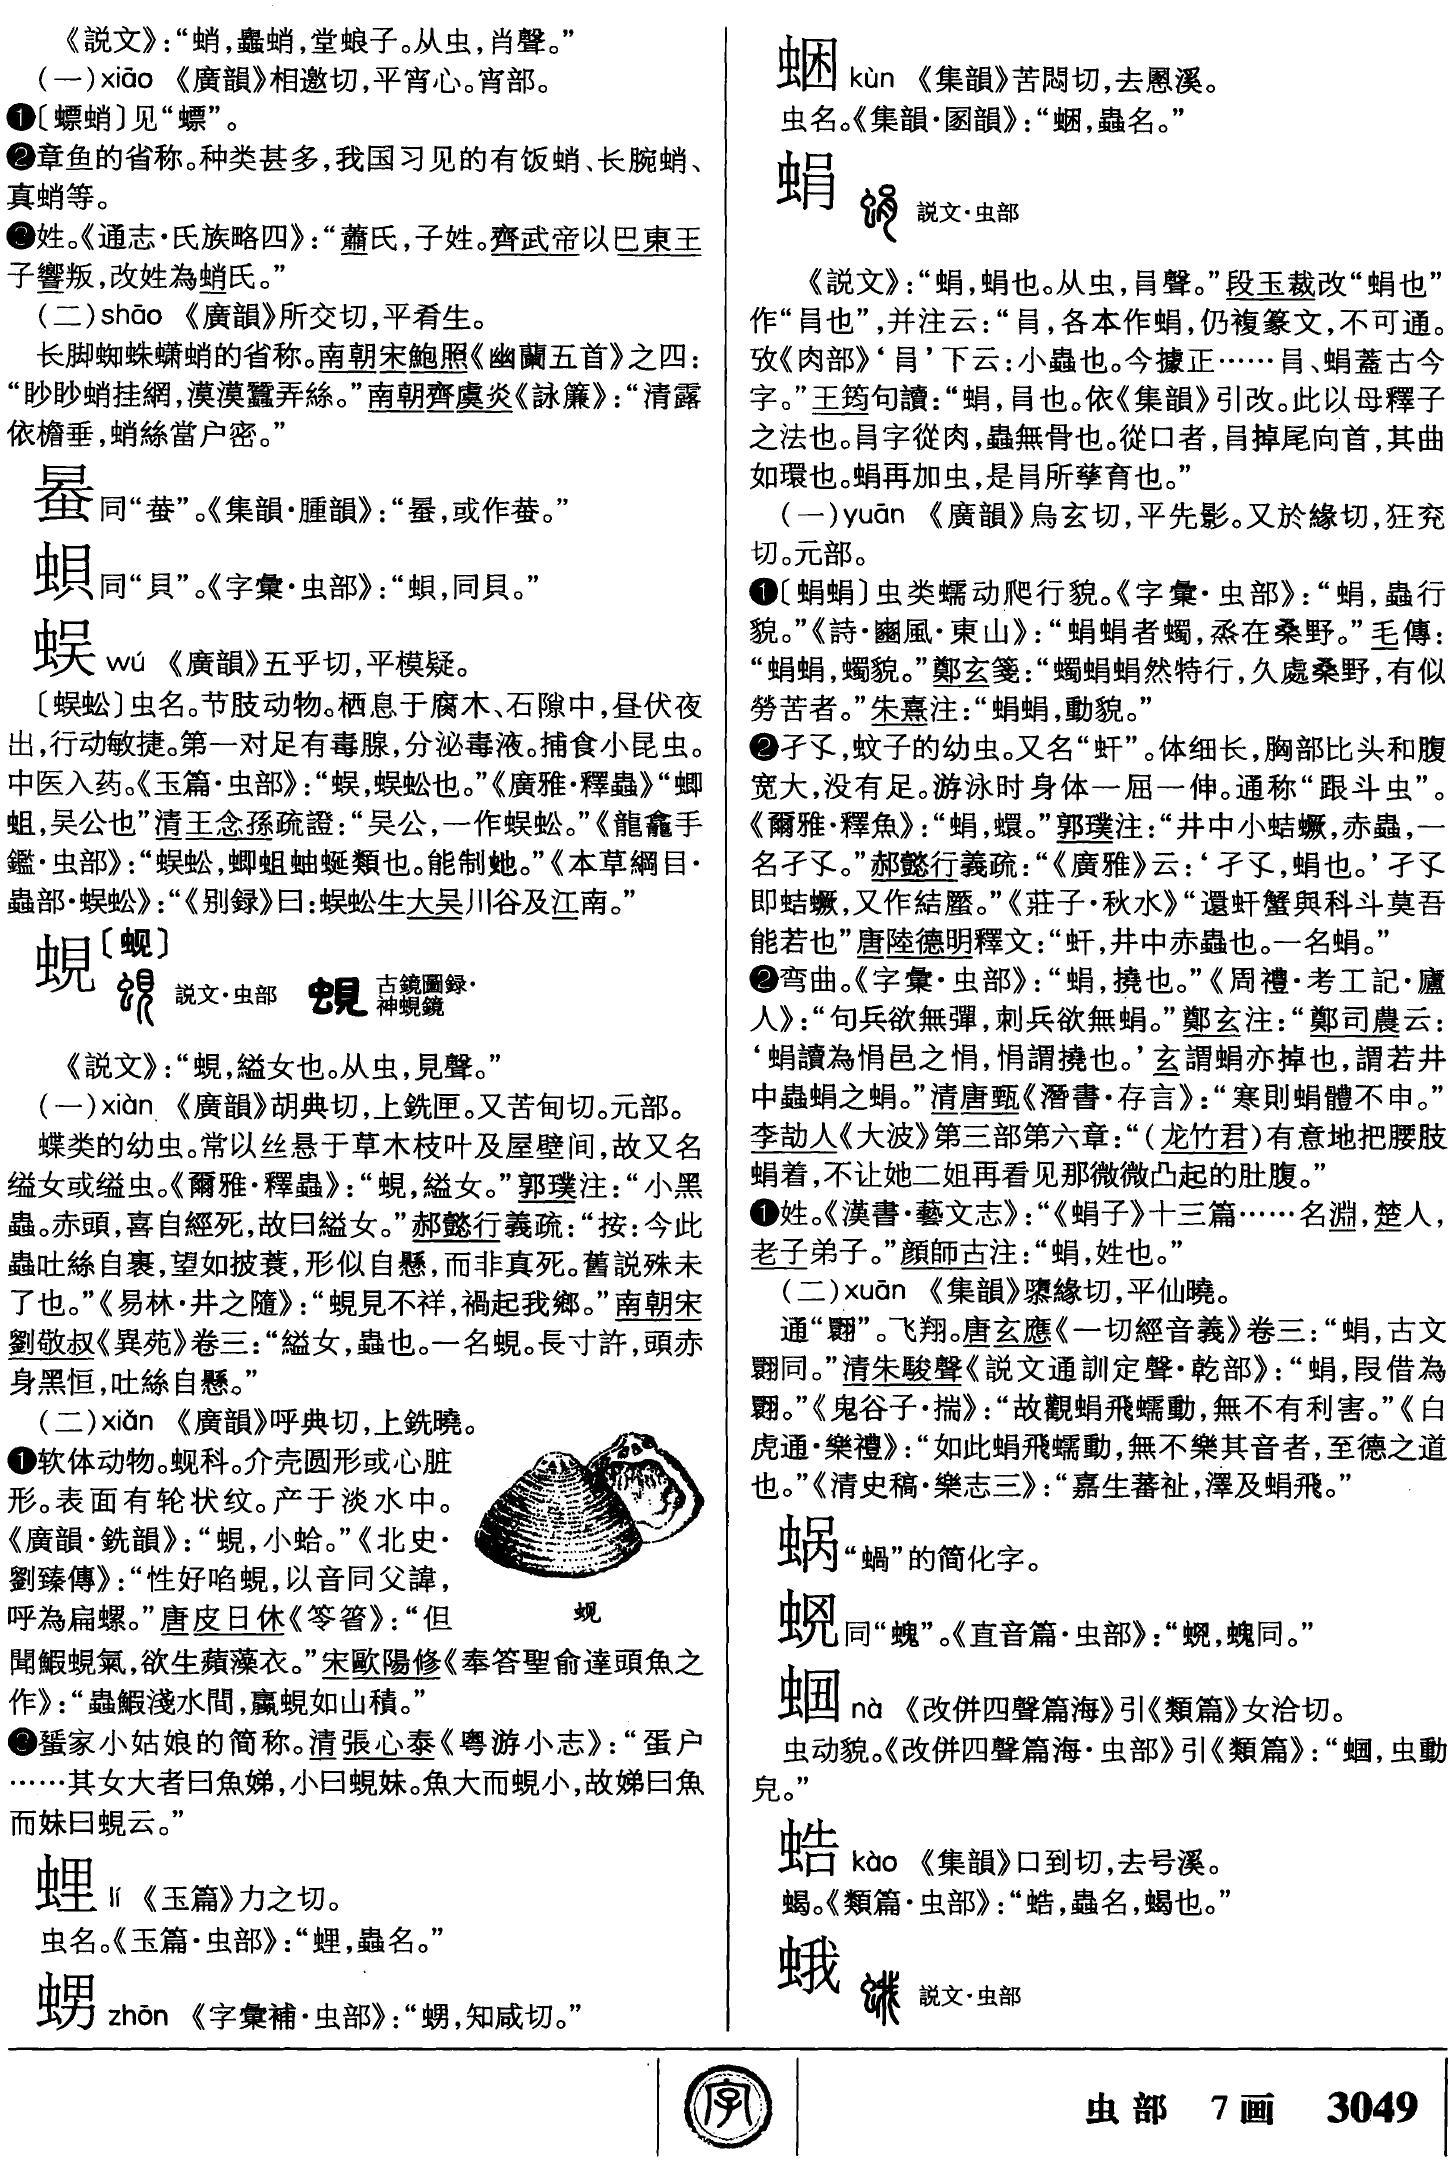 《説文》：“蛸，蟲蛸，堂蜋子。从虫，肖聲。”
（一）xiāo 《廣韻》相邀切，平宵心。宵部。
❶〔螵蛸〕见“螵”。
❷章鱼的省称。种类甚多，我国习见的有饭蛸、长腕蛸、
真蛸等。
❸姓。《通志·氏族略四》：“蕭氏，子姓。齊武帝以巴東王
子響叛，改姓為蛸氏。”
（二）shāo 《廣韻》所交切，平肴生。
长脚蜘蛛蟏蛸的省称。南朝宋鮑照《幽蘭五首》之四：
“眇眇蛸挂網，漠漠蠶弄絲。”南朝齊虞炎《詠簾》：“清露
依檐垂，蛸絲當户密。”
同“蛬”。《集韻·腫韻》：“，或作蛬。”
蛽 同“貝”。《字彙·虫部》：“蛽，同貝。”
蜈 wú 《廣韻》五乎切，平模疑。
〔蜈蚣〕虫名。节肢动物。栖息于腐木、石隙中，昼伏夜
出，行动敏捷。第一对足有毒腺，分泌毒液。捕食小昆虫。
中医入药。《玉篇·虫部》：“蜈，蜈蚣也。”《廣雅·釋蟲》“蝍
蛆，吴公也”清王念孫疏證：“吴公，一作蜈蚣。”《龍龕手
鑑·虫部》：“蜈蚣，蝍蛆蚰蜒類也。能制虵。”《本草綱目·
蟲部·蜈蚣》：“《别録》曰：蜈蚣生大吴川谷及江南。”
蜆〔蚬〕
説文·虫部 古鏡圖録·
神蜆鏡
《説文》：“蜆，縊女也。从虫，見聲。”
（一）xiàn 《廣韻》胡典切，上銑匣。又苦甸切。元部。
蝶类的幼虫。常以丝悬于草木枝叶及屋壁间，故又名
缢女或缢虫。《爾雅·釋蟲》：“蜆，縊女。”郭璞注：“小黑
蟲。赤頭，喜自經死，故曰縊女。”郝懿行義疏：“按：今此
蟲吐絲自裹，望如披蓑，形似自懸，而非真死。舊説殊未
了也。”《易林·井之隨》：“蜆見不祥，禍起我鄉。”南朝宋
劉敬叔《異苑》卷三：“縊女，蟲也。一名蜆。長寸許，頭赤
身黑恒，吐絲自懸。”
（二）xiǎn 《廣韻》呼典切，上銑曉。
❶软体动物。蚬科。介壳圆形或心脏
形。表面有轮状纹。产于淡水中。
《廣韻·銑韻》：“蜆，小蛤。”《北史·
劉臻傳》：“性好啗蜆，以音同父諱，
呼為扁螺。”唐皮日休《笭箵》：“但
蚬
聞鰕蜆氣，欲生蘋藻衣。”宋歐陽修《奉答聖俞達頭魚之
作》：“蟲鰕淺水間，蠃蜆如山積。”
❸蜑家小姑娘的简称。清張心泰《粤游小志》：“蛋户
……其女大者曰魚娣，小曰蜆妹。魚大而蜆小，故娣曰魚
而妹曰蜆云。”
蜌 lí 《玉篇》力之切。
虫名。《玉篇·虫部》：“，蟲名。”
zhōn 《字彙補·虫部》：“，知咸切。”
kùn 《集韻》苦悶切，去慁溪。
虫名。《集韻·圂韻》：“，蟲名。”
蜎
説文·虫部
《説文》：“蜎，蜎也。从虫，肙聲。”段玉裁改“蜎也”
作“肙也”，并注云：“肙，各本作蜎，仍複篆文，不可通。
攷《肉部》‘肙’下云：小蟲也。今據正……肙、蜎蓋古今
字。”王筠句讀：“蜎，肙也。依《集韻》引改。此以母釋子
之法也。肙字從肉，蟲無骨也。從口者，肙掉尾向首，其曲
如環也。蜎再加虫，是肙所孳育也。”
（一）yuān 《廣韻》烏玄切，平先影。又於緣切，狂兖
切。元部。
❶〔蜎蜎〕虫类蠕动爬行貌。《字彙·虫部》：“蜎，蟲行
貌。”《詩·豳風·東山》：“蜎蜎者蠋，烝在桑野。”毛傳：
“蜎蜎，蠋貌。”鄭玄箋：“蠋蜎蜎然特行，久處桑野，有似
勞苦者。”朱熹注：“蜎蜎，動貌。”
❷孑孓，蚊子的幼虫。又名“虷”。体细长，胸部比头和腹
宽大，没有足。游泳时身体一屈一伸。通称“跟斗虫”。
《爾雅·釋魚》：“蜎，蠉。”郭璞注：“井中小蛣蟩，赤蟲，一
名孑孓。”郝懿行義疏：“《廣雅》云：‘孑孓，蜎也。’孑孓
即蛣蟩，又作結蟨。”《莊子·秋水》“還虷蟹與科斗莫吾
能若也”唐陸德明釋文：“虷，井中赤蟲也。一名蜎。”
❷弯曲。《字彙·虫部》：“蜎，撓也。”《周禮·考工記·廬
人》：“句兵欲無彈，刺兵欲無蜎。”鄭玄注：“鄭司農云：
‘蜎讀為悁邑之悁，悁謂撓也。’玄謂蜎亦掉也，謂若井
中蟲蜎之蜎。”清唐甄《潛書·存言》：“寒則蜎體不申。”
李劼人《大波》第三部第六章：“（龙竹君）有意地把腰肢
蜎着，不让她二姐再看见那微微凸起的肚腹。”
❶姓。《漢書·藝文志》：“《蜎子》十三篇……名淵，楚人，
老子弟子。”顔師古注：“蜎，姓也。”
（二）xuān 《集韻》隳緣切，平仙曉。
通“翾”。飞翔。唐玄應《一切經音義》卷三：“蜎，古文
翾同。”清朱駿聲《説文通訓定聲·乾部》：“蜎，叚借為
翾。”《鬼谷子·揣》：“故觀蜎飛蠕動，無不有利害。”《白
虎通·樂禮》：“如此蜎飛蠕動，無不樂其音者，至德之道
也。”《清史稿·樂志三》：“嘉生蕃祉，澤及蜎飛。”
蜗 “蝸”的简化字。
同“螝”。《直音篇·虫部》：“，螝同。”
nà 《改併四聲篇海》引《類篇》女洽切。
虫动貌。《改併四聲篇海·虫部》引《類篇》：“，虫動
皃。”
kào 《集韻》口到切，去号溪。
蝎。《類篇·虫部》：“，蟲名，蝎也。”
蛾
説文·虫部
字
虫部 7画 3049